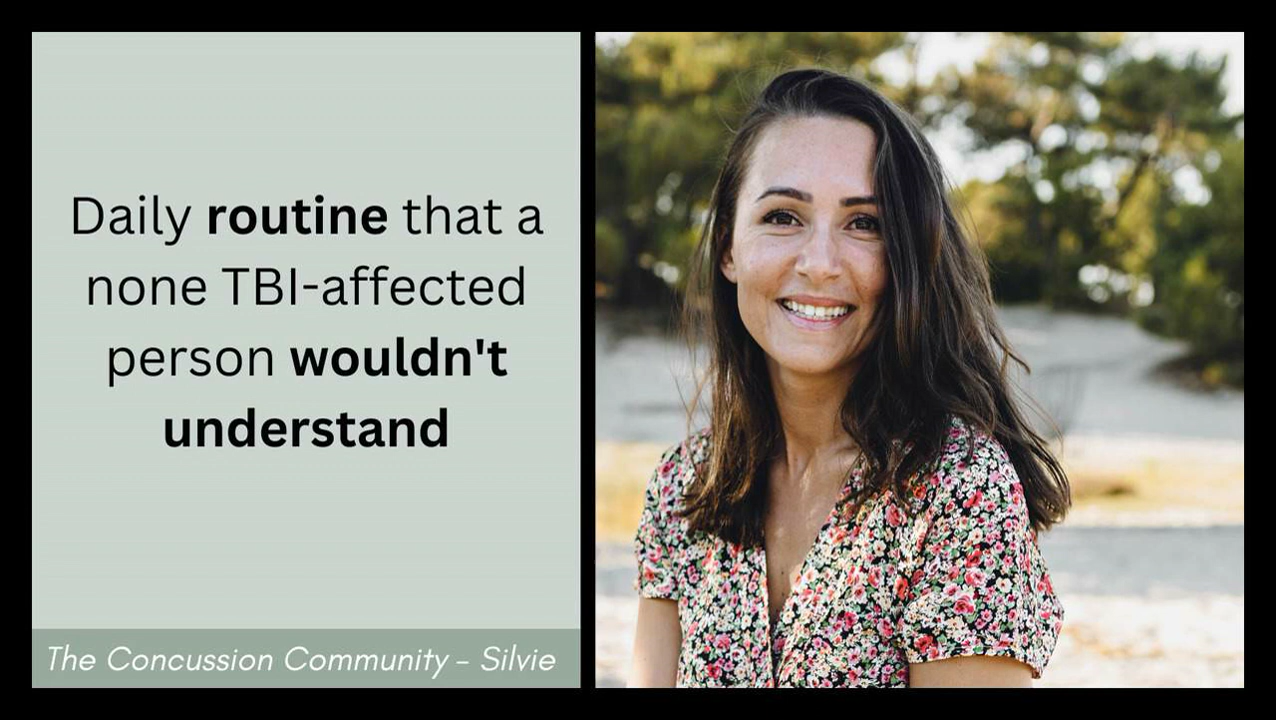 Daily routine that a
none TBI-affected
person wouldn't
understand
The Concussion Community - Silvie